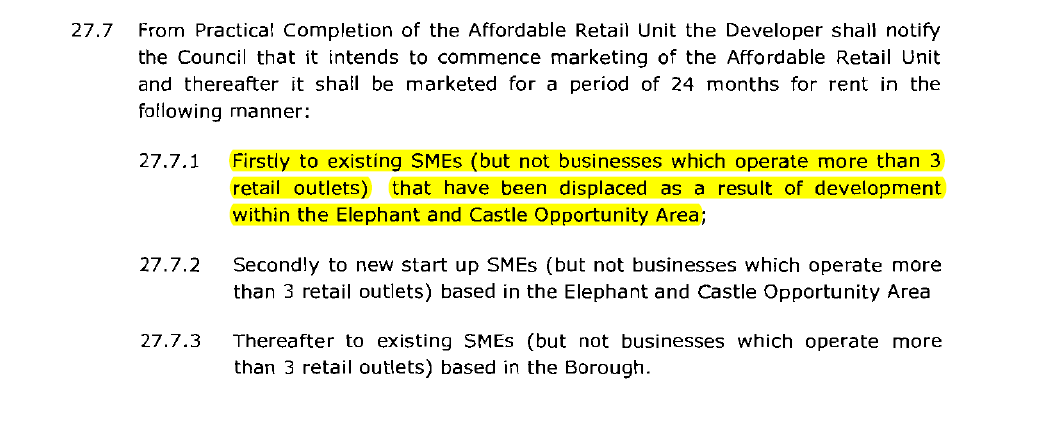 27.7 From Practical Completion of the Affordable Retail Unit the Developer shall notify
the Council that it intends to commence marketing of the Affordable Retail Unit
and thereafter it shall be marketed for a period of 24 months for rent in the
following manner:
27.7.1 Firstly to existing SMEs (but not businesses which operate more than 3
retail outlets) that have been displaced as a result of development
within the Elephant and Castle Opportunity Area;
27.7.2 Secondly to new start up SMEs (but not businesses which operate more
than 3 retail outlets) based in the Elephant and Castle Opportunity Area
27.7.3 Thereafter to existing SMEs (but not businesses which operate more
than 3 retail outlets) based in the Borough.